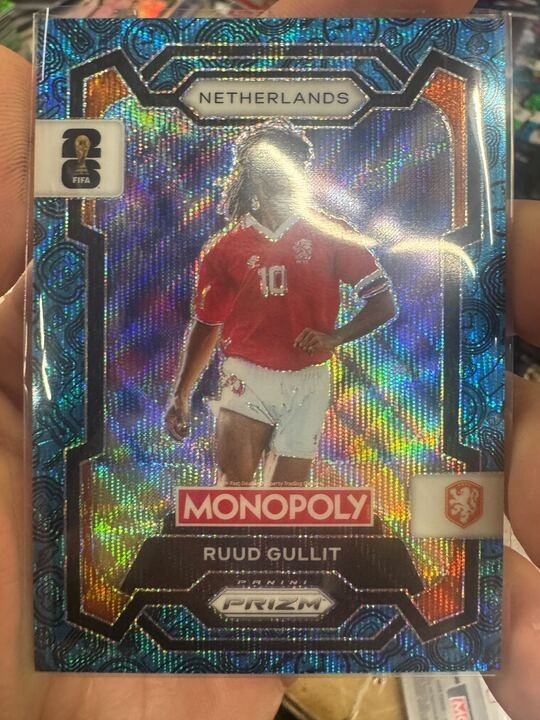 NETHERLANDS
26
FIFA
10
MONOPOLY
RUUD GULLIT
PANINI
PRIZM